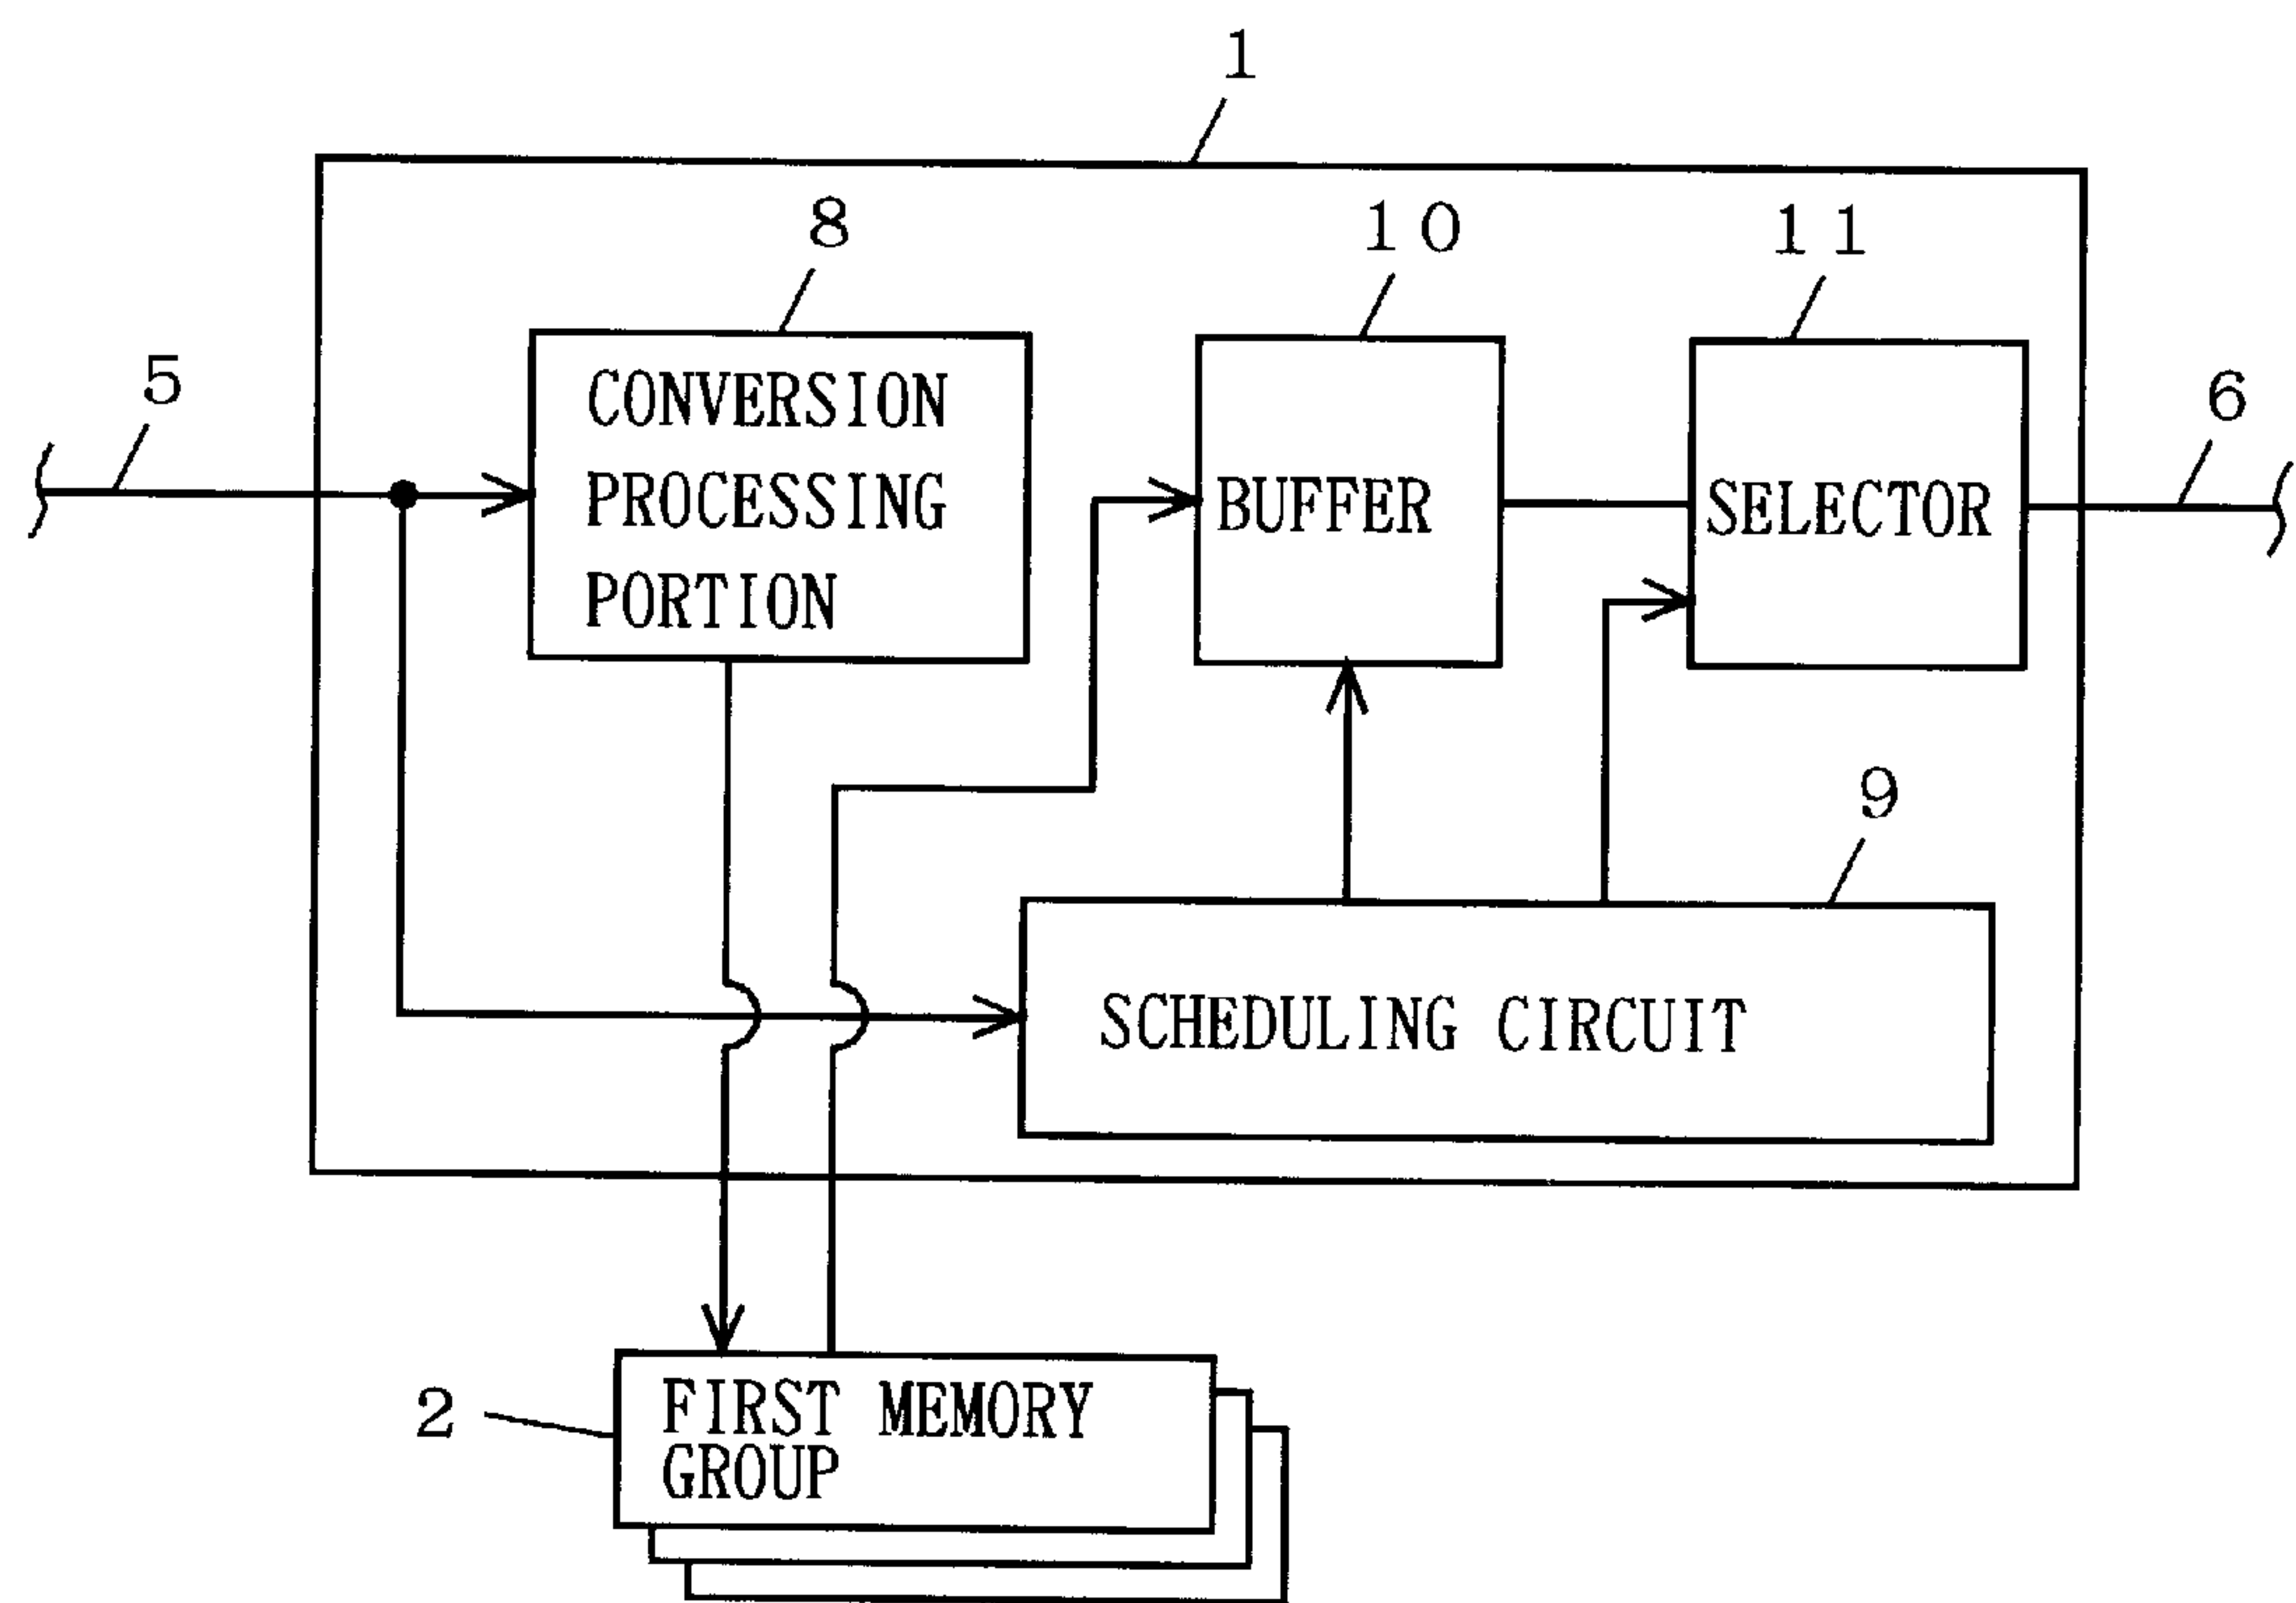 1
8
10
11
5
6
CONVERSION
PROCESSING
PORTION
BUFFER
SELECTOR
9
SCHEDULING CIRCUIT
2
FIRST MEMORY
GROUP